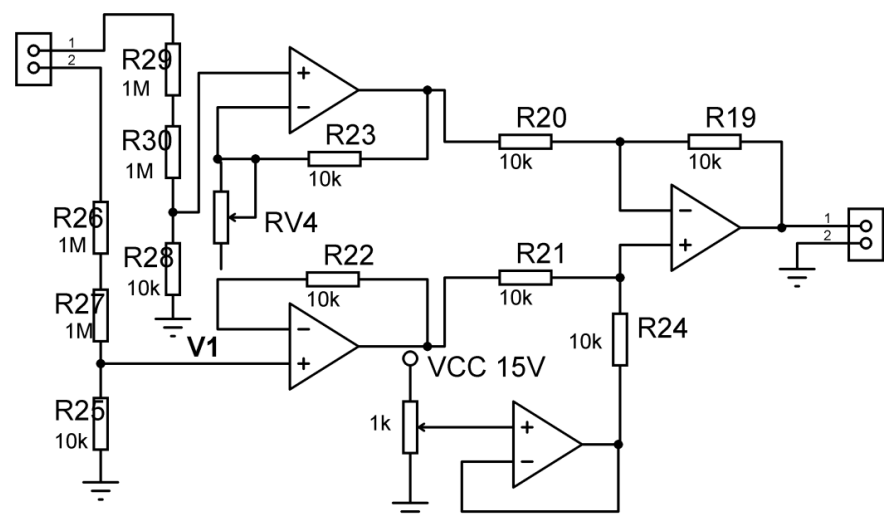 1
2
R29
1M
R30
1M
R28
10k
R26
1M
R27
1M
R25
10k
V1
+
−
R23
10k
RV4
R22
10k
−
+
VCC 15V
1k
+
−
R20
10k
R19
10k
R21
10k
−
+
R24
10k
1
2